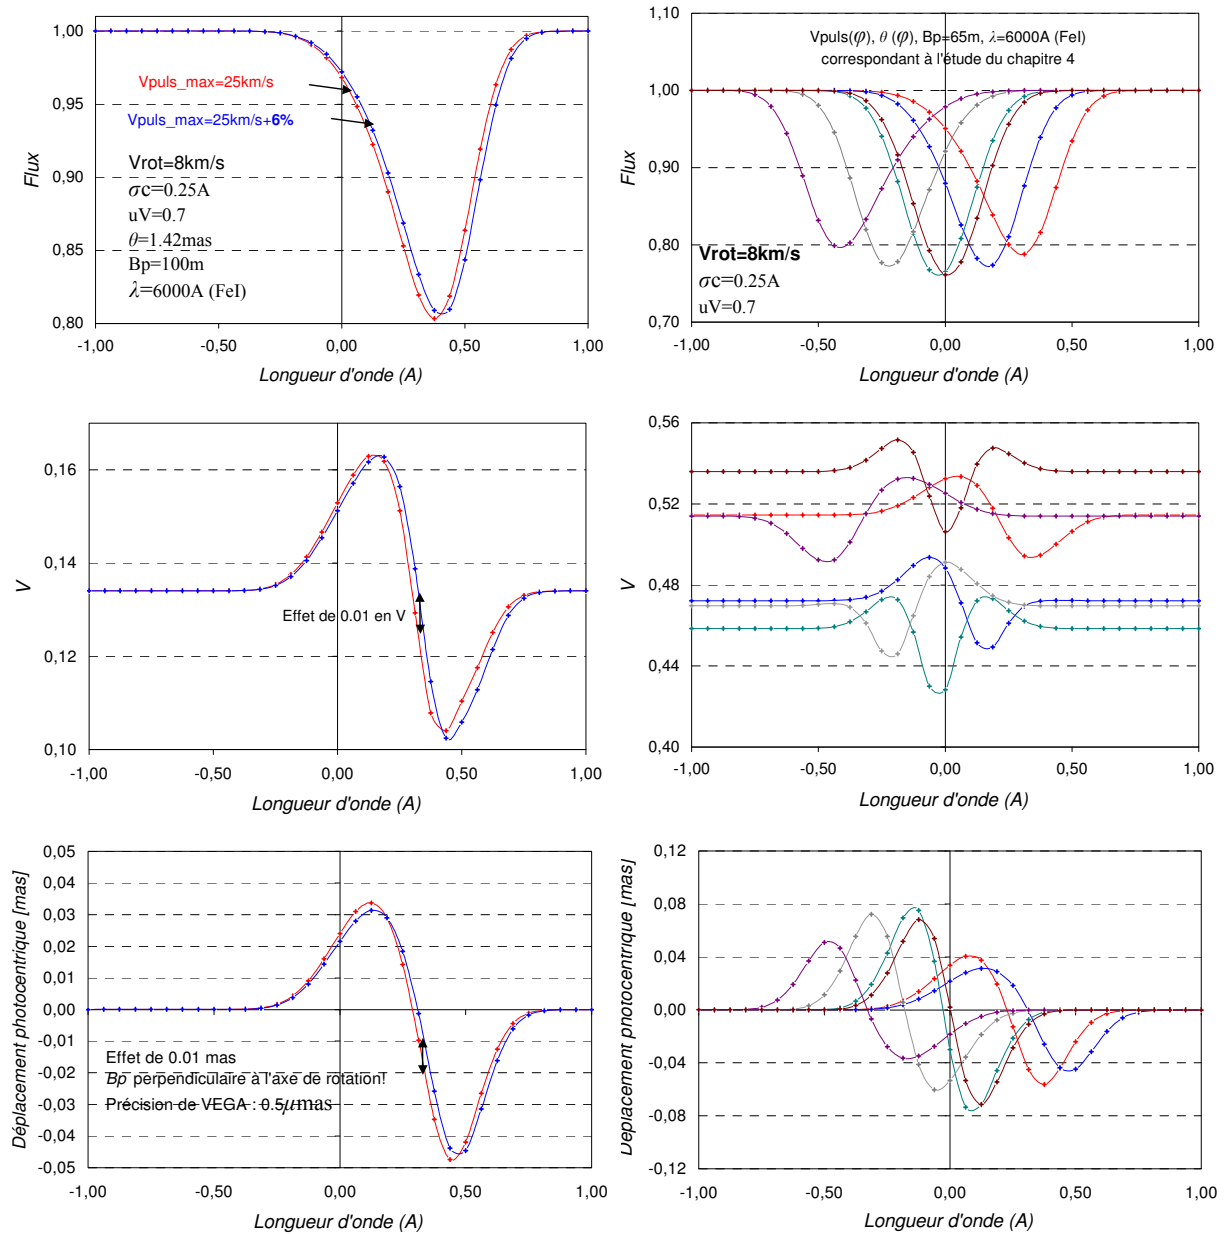 1,00
0,95
0,90
0,85
0,80
Flux
Vpuls_max=25km/s
Vpuls_max=25km/s+6%
Vrot=8km/s
σc=0.25A
uV=0.7
θ=1.42mas
Bp=100m
λ=6000A (FeI)
-1,00 -0,50 0,00 0,50 1,00
Longueur d'onde (A)
1,10
1,00
0,90
0,80
0,70
Flux
Vpuls(φ), θ (φ), Bp=65m, λ=6000A (FeI)
correspondant à l'étude du chapitre 4
Vrot=8km/s
σc=0.25A
uV=0.7
-1,00 -0,50 0,00 0,50 1,00
Longueur d'onde (A)
0,16
0,14
0,12
0,10
V
Effet de 0.01 en V
-1,00 -0,50 0,00 0,50 1,00
Longueur d'onde (A)
0,56
0,52
0,48
0,44
0,40
V
-1,00 -0,50 0,00 0,50 1,00
Longueur d'onde (A)
0,05
0,04
0,03
0,02
0,01
0,00
-0,01
-0,02
-0,03
-0,04
-0,05
Déplacement photocentrique [mas]
Effet de 0.01 mas
Bp perpendiculaire à l'axe de rotation!
Précision de VEGA : 0.5μmas
-1,00 -0,50 0,00 0,50 1,00
Longueur d'onde (A)
0,12
0,08
0,04
0,00
-0,04
-0,08
-0,12
Déplacement photocentrique [mas]
-1,00 -0,50 0,00 0,50 1,00
Longueur d'onde (A)